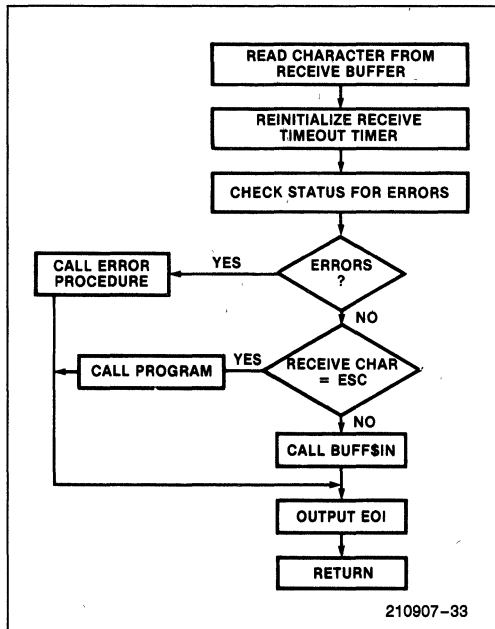 READ CHARACTER FROM
RECEIVE BUFFER
REINITIALIZE RECEIVE
TIMEOUT TIMER
CHECK STATUS FOR ERRORS
ERRORS
?
YES
CALL ERROR
PROCEDURE
NO
RECEIVE CHAR
= ESC
YES
CALL PROGRAM
NO
CALL BUFF$IN
OUTPUT EOI
RETURN
210907-33